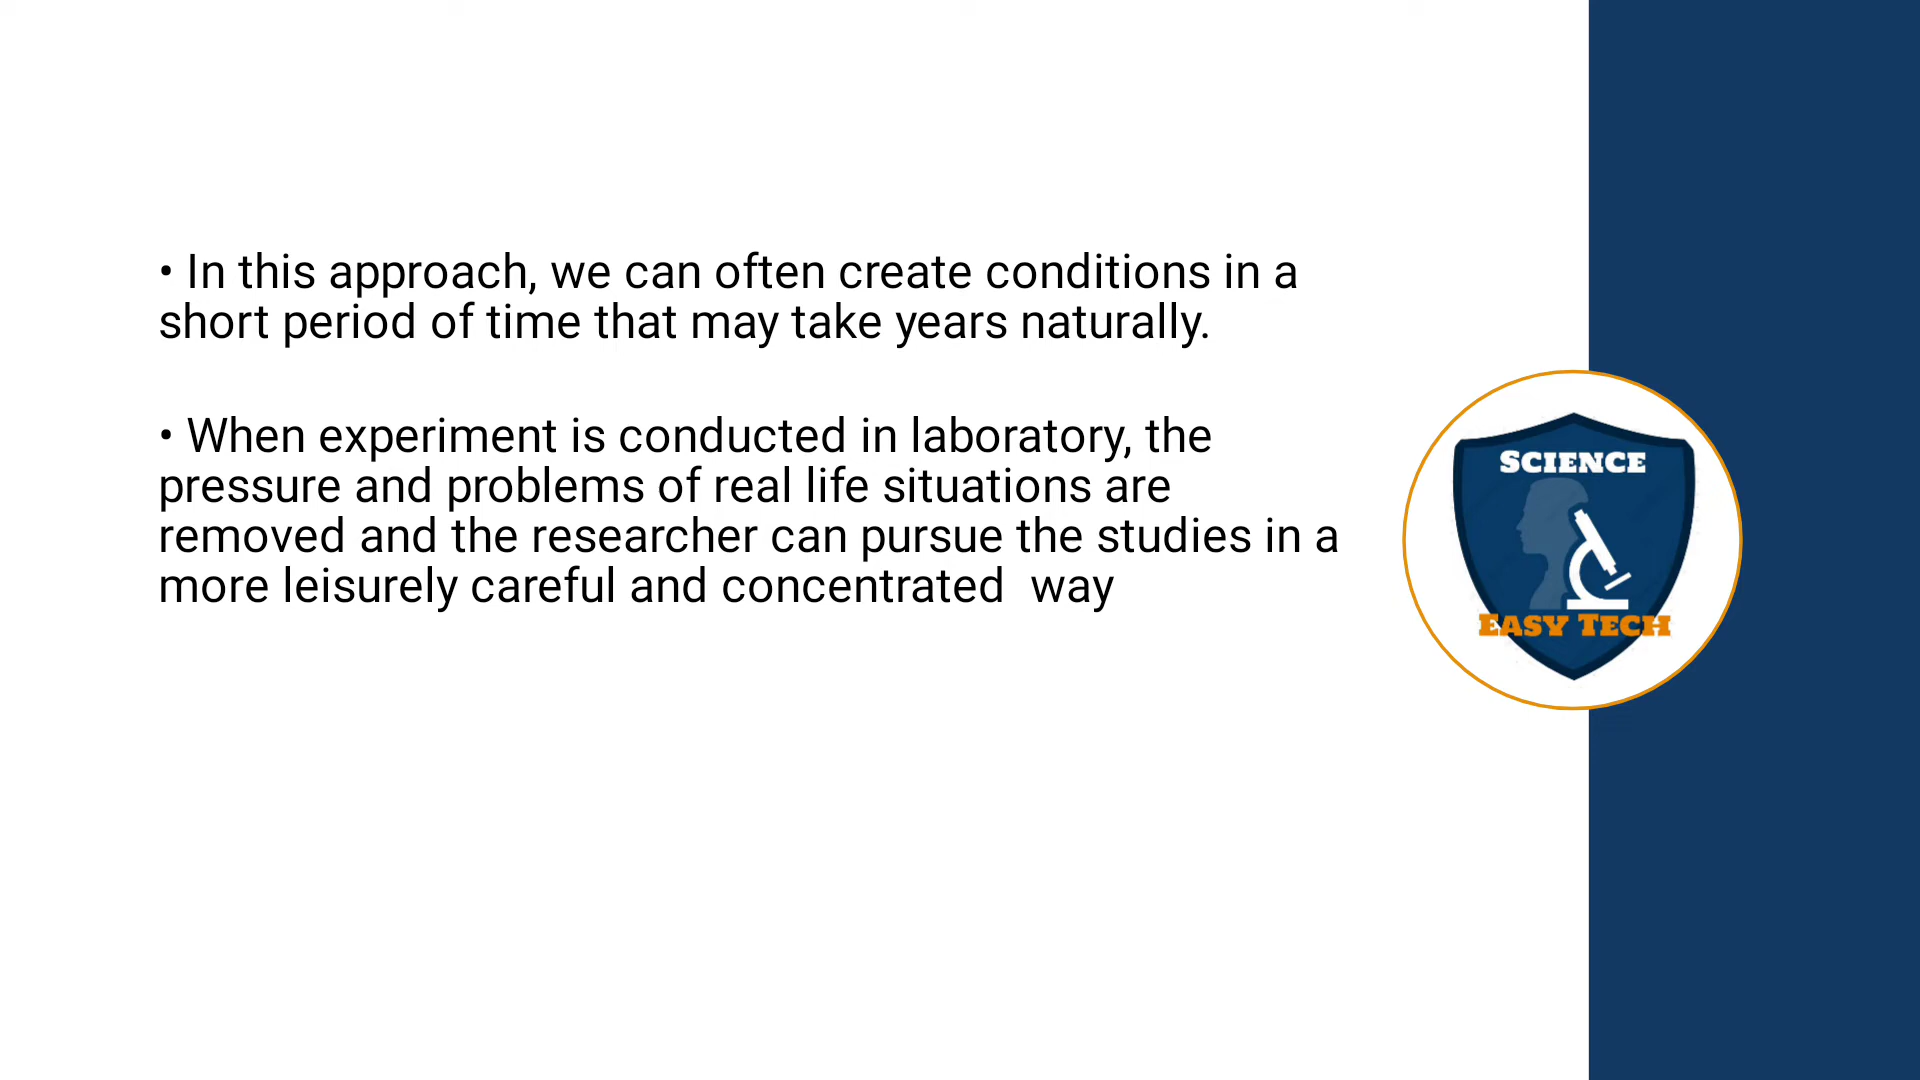 • In this approach, we can often create conditions in a
short period of time that may take years naturally.
• When experiment is conducted in laboratory, the
pressure and problems of real life situations are
removed and the researcher can pursue the studies in a
more leisurely careful and concentrated  way
SCIENCE
EASY TECH